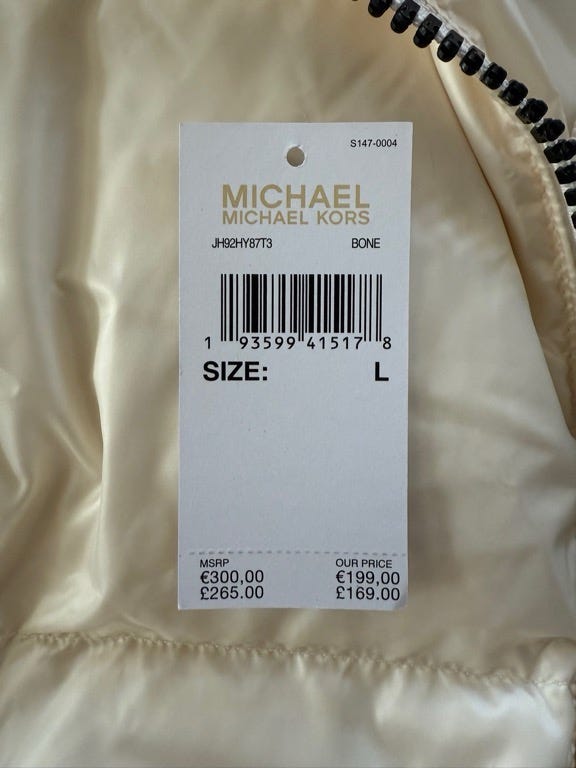 S147-0004
MICHAEL
MICHAEL KORS
JH92HY87T3 BONE
1 93599 41517 8
SIZE: L
MSRP OUR PRICE
€300,00 €199,00
£265.00 £169.00